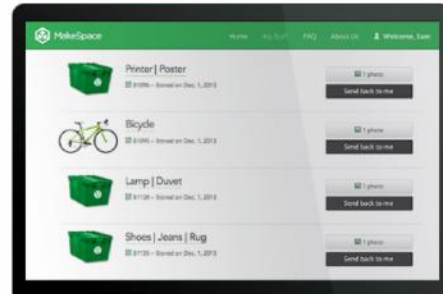 MakeSpace
Home My Stuff FAQ About Us Welcome, Sam
Printer | Poster
Stored on Dec. 1, 2013
1 photo
Send back to me
Bicycle
Stored on Dec. 1, 2013
1 photo
Send back to me
Lamp | Duvet
Stored on Dec. 1, 2013
1 photo
Send back to me
Shoes | Jeans | Rug
Stored on Dec. 1, 2013
1 photo
Send back to me